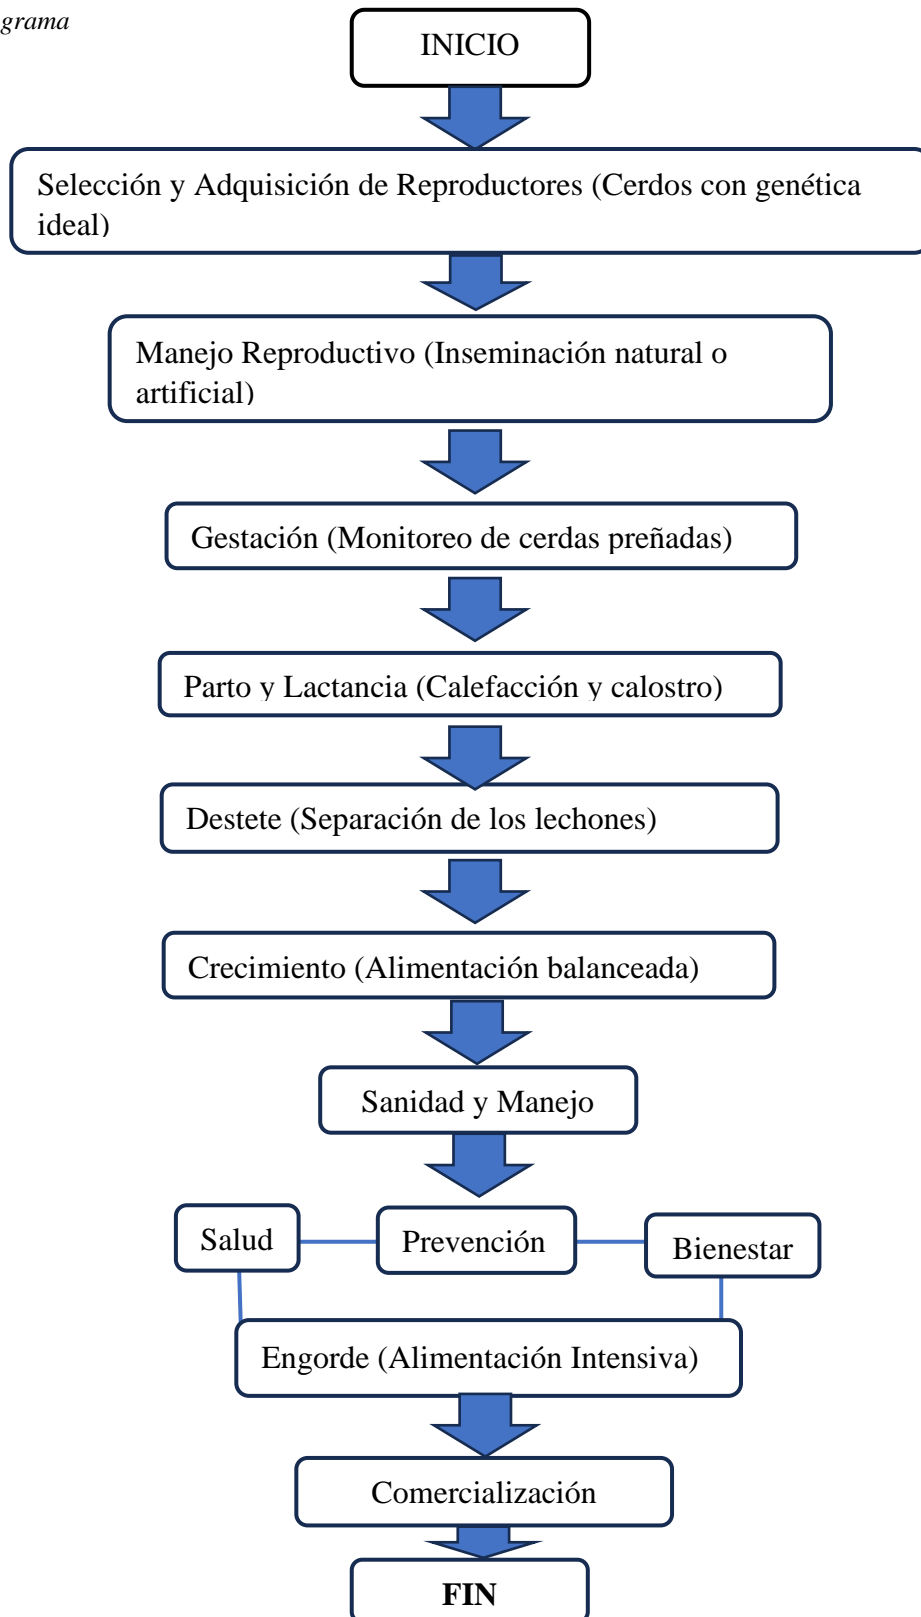 grama
INICIO
Selección y Adquisición de Reproductores (Cerdos con genética
ideal)
Manejo Reproductivo (Inseminación natural o
artificial)
Gestación (Monitoreo de cerdas preñadas)
Parto y Lactancia (Calefacción y calostro)
Destete (Separación de los lechones)
Crecimiento (Alimentación balanceada)
Sanidad y Manejo
Salud
Prevención
Bienestar
Engorde (Alimentación Intensiva)
Comercialización
FIN